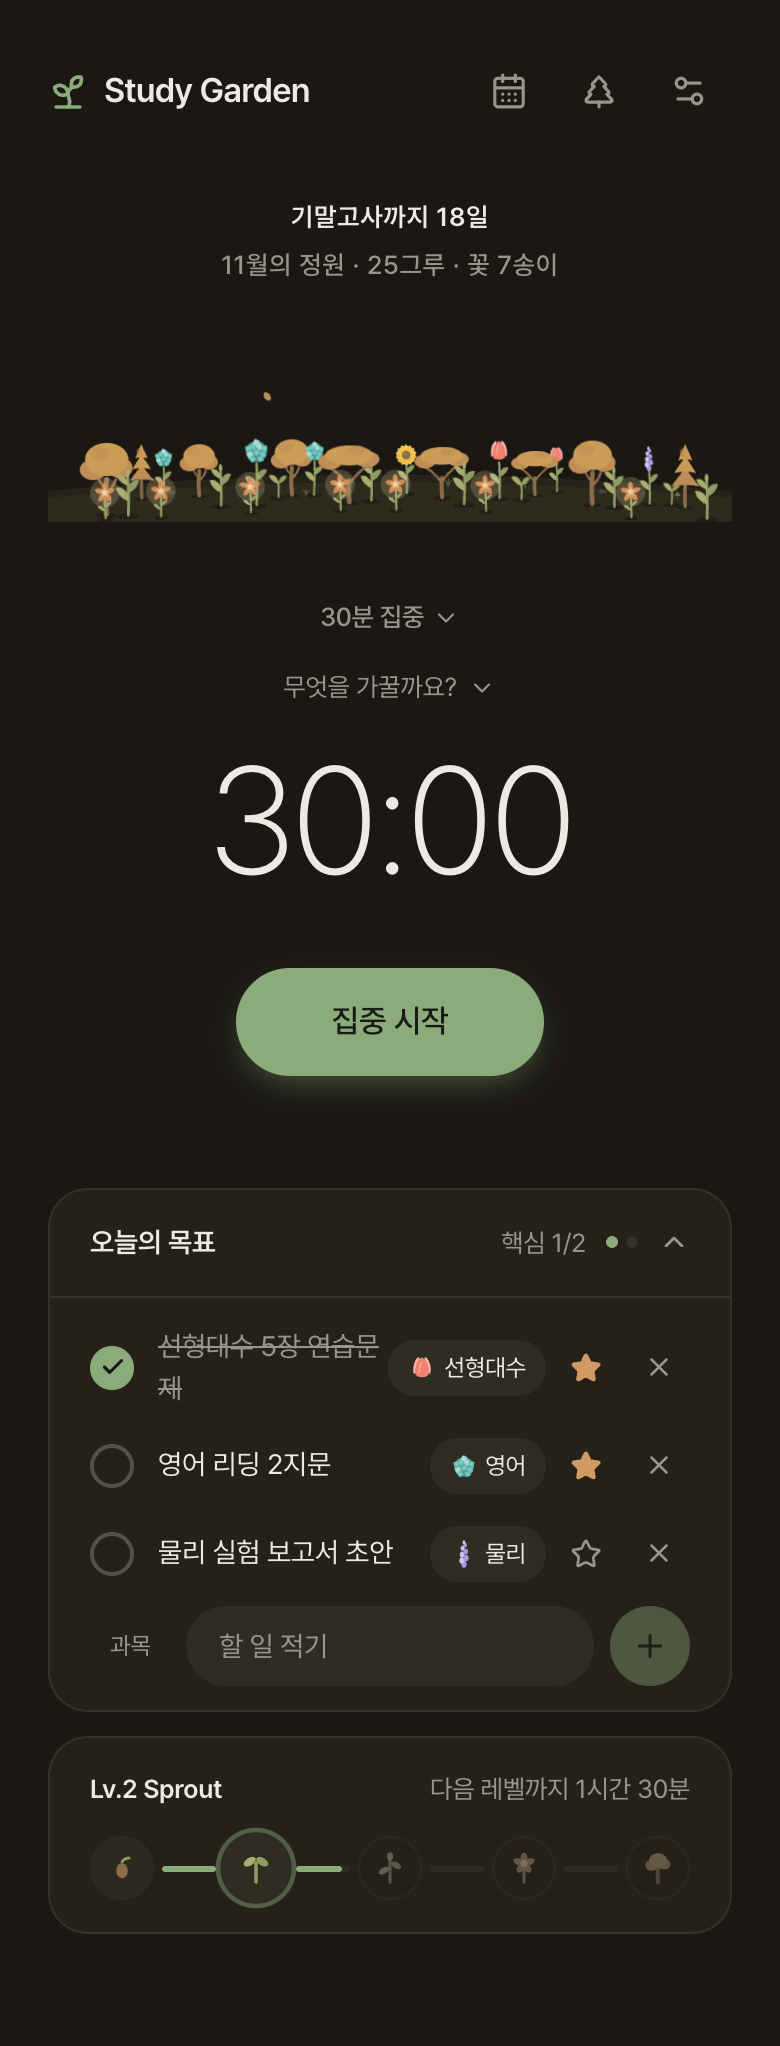 Study Garden
기말고사까지 18일
11월의 정원 · 25그루 · 꽃 7송이
30분 집중
무엇을 가꿀까요?
30:00
집중 시작
오늘의 목표 핵심 1/2
선형대수 5장 연습문
제
선형대수
영어 리딩 2지문 영어
물리 실험 보고서 초안 물리
과목 할 일 적기
Lv.2 Sprout 다음 레벨까지 1시간 30분